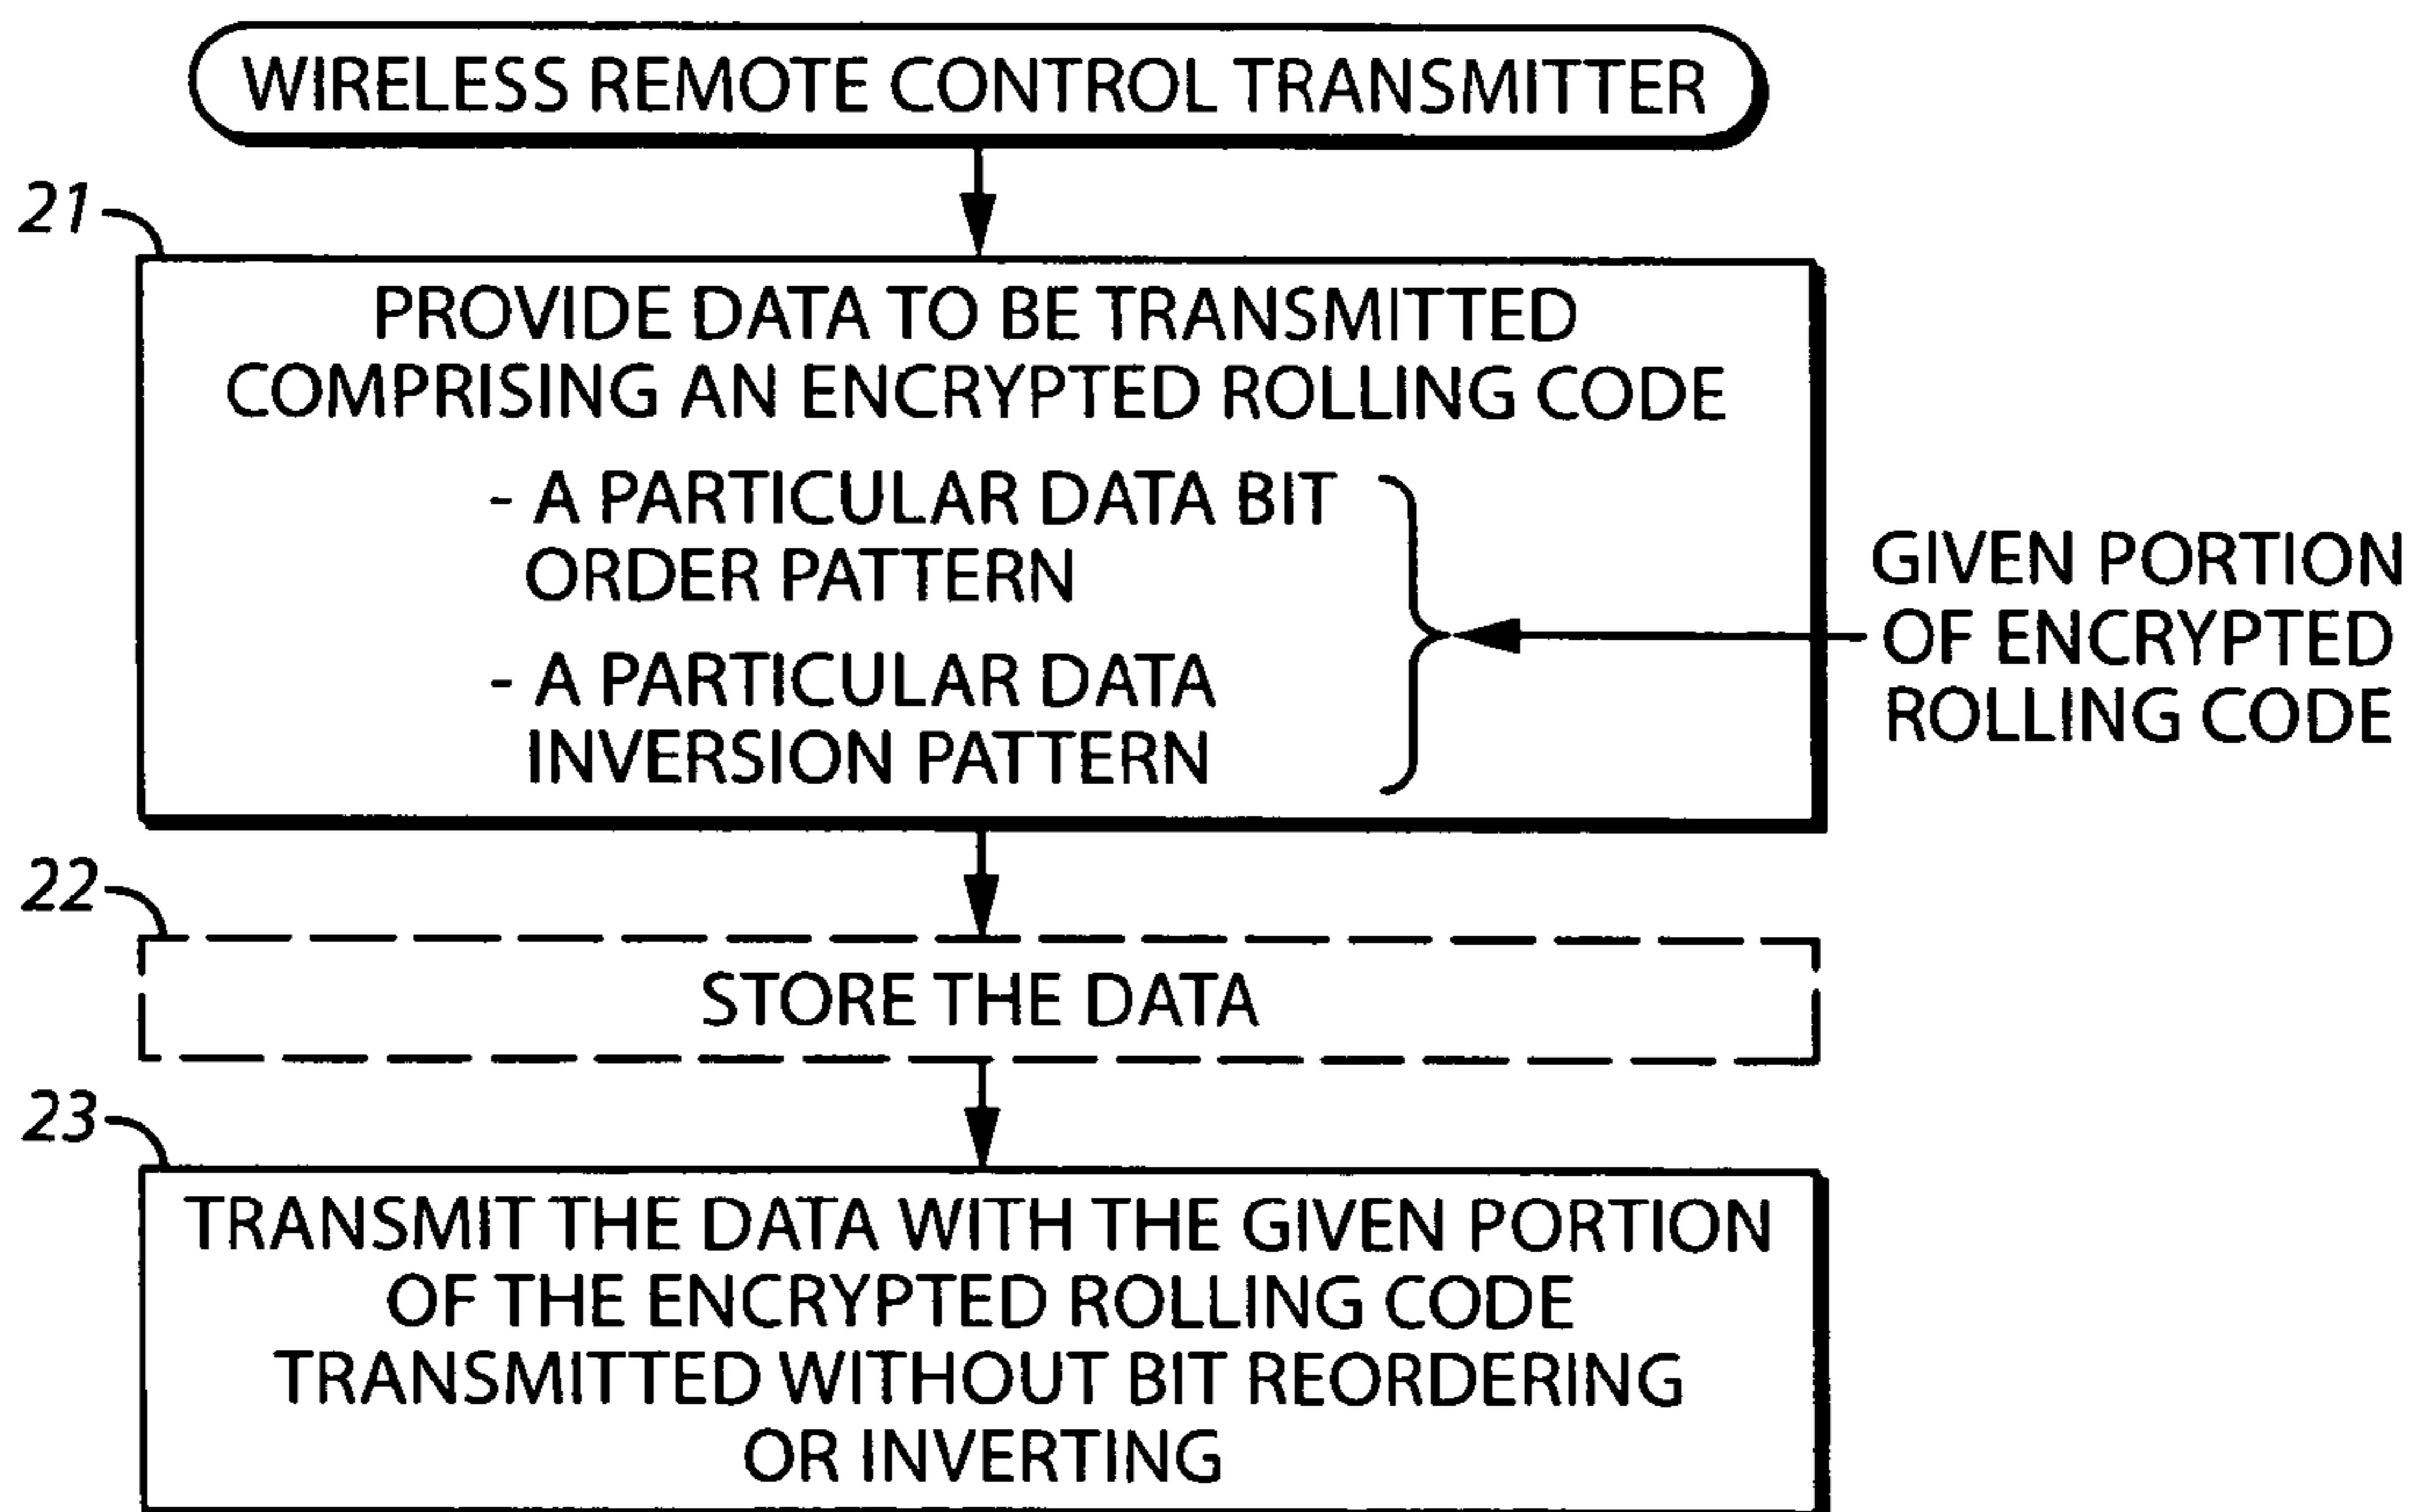 WIRELESS REMOTE CONTROL TRANSMITTER
21
PROVIDE DATA TO BE TRANSMITTED
COMPRISING AN ENCRYPTED ROLLING CODE
- A PARTICULAR DATA BIT
ORDER PATTERN
- A PARTICULAR DATA
INVERSION PATTERN
GIVEN PORTION
OF ENCRYPTED
ROLLING CODE
22
STORE THE DATA
23
TRANSMIT THE DATA WITH THE GIVEN PORTION
OF THE ENCRYPTED ROLLING CODE
TRANSMITTED WITHOUT BIT REORDERING
OR INVERTING